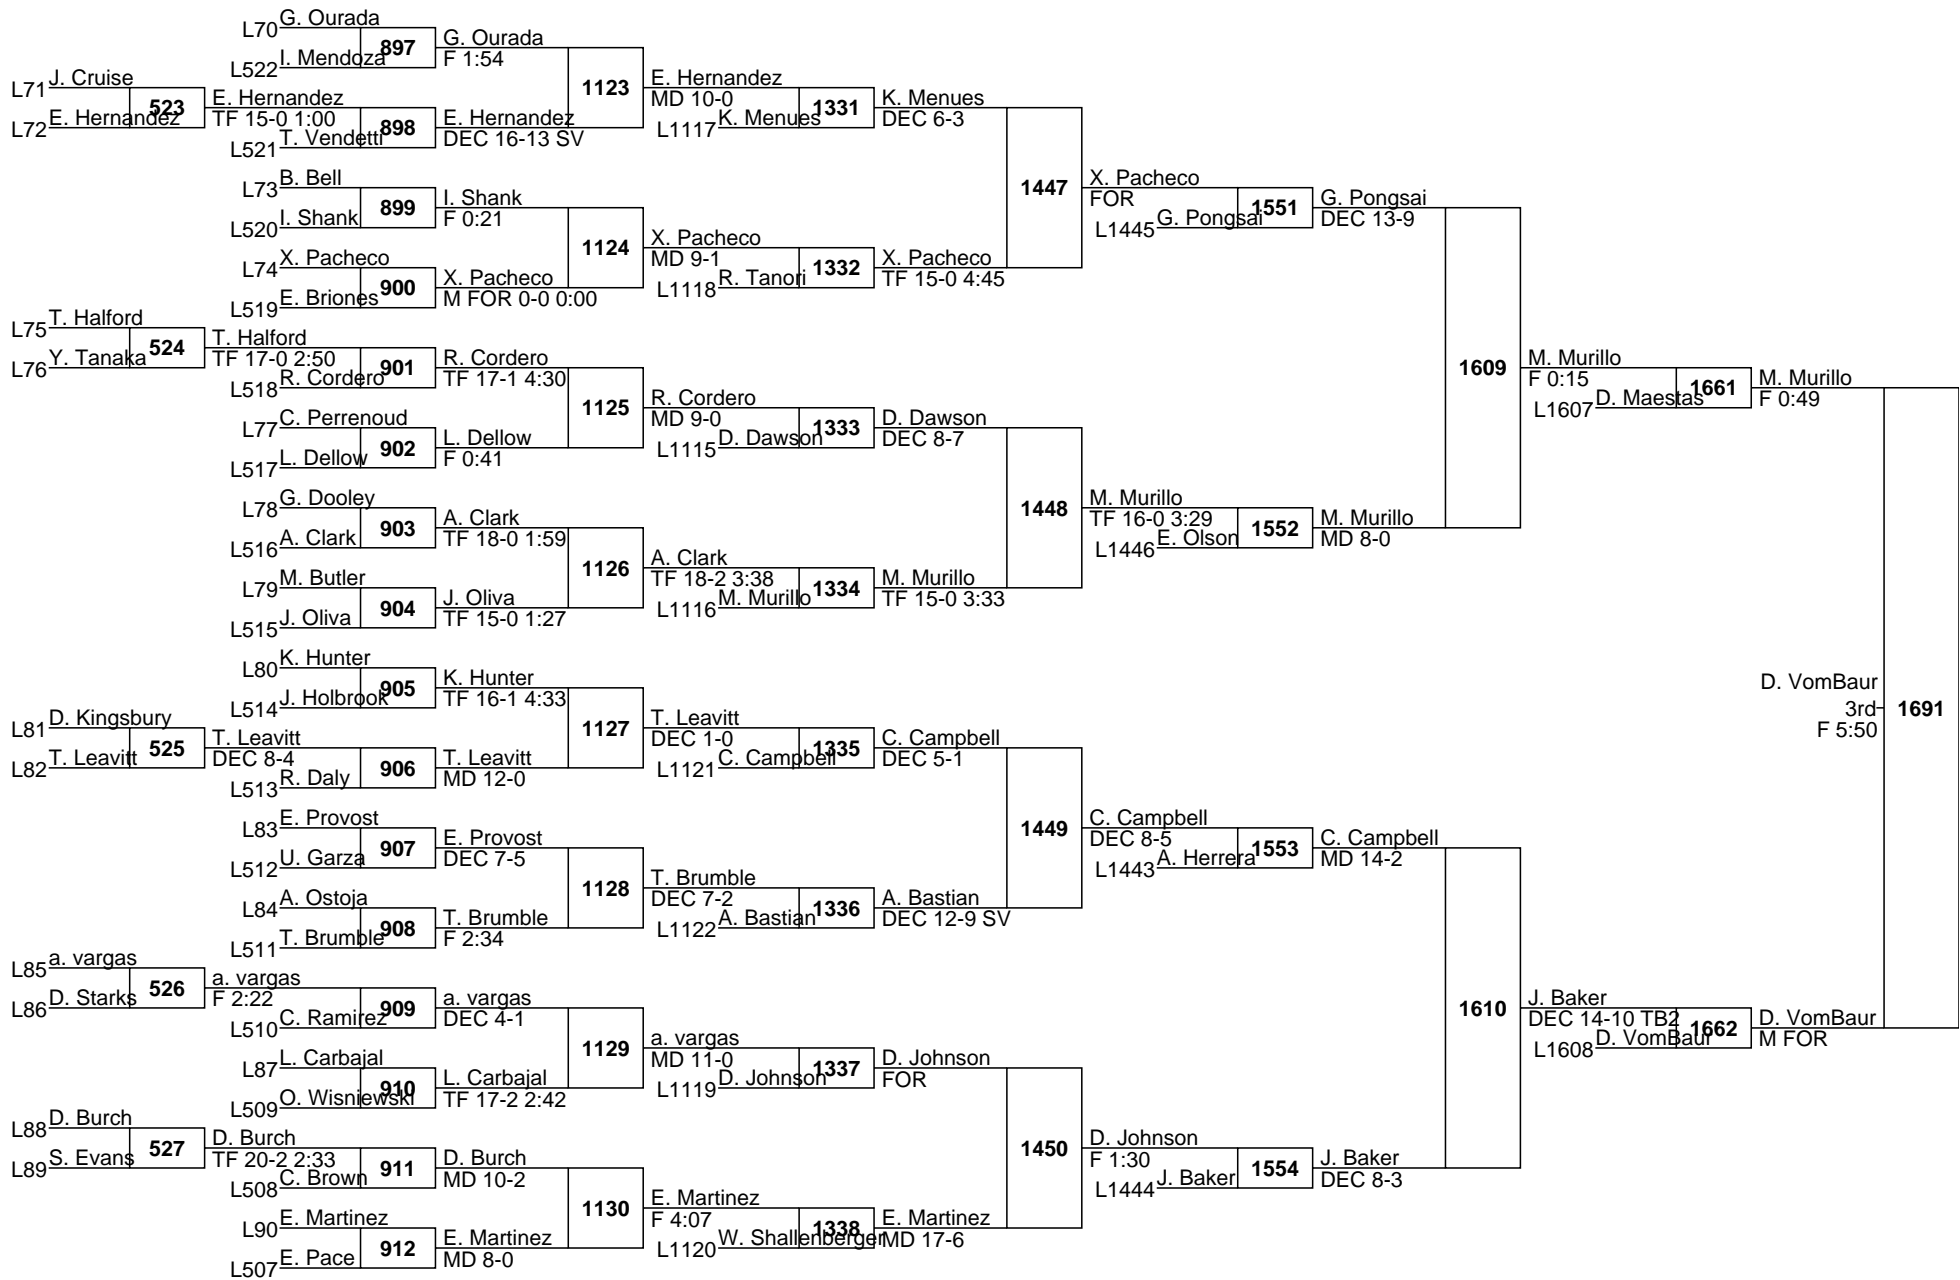 L70 G. Ourada
897
G. Ourada
F 1:54
L522 I. Mendoza
L71 J. Cruise
523
L72 E. Hernandez
E. Hernandez
TF 15-0 1:00
898
L521 T. Vendetti
E. Hernandez
DEC 16-13 SV
1123
E. Hernandez
MD 10-0
L1117 K. Menues
1331
K. Menues
DEC 6-3
L73 B. Bell
899
L520 I. Shank
I. Shank
F 0:21
L74 X. Pacheco
900
L519 E. Briones
X. Pacheco
M FOR 0-0 0:00
1124
X. Pacheco
MD 9-1
L1118 R. Tanori
1332
X. Pacheco
TF 15-0 4:45
1447
X. Pacheco
FOR
L1445 G. Pongsai
1551
G. Pongsai
DEC 13-9
L75 T. Halford
524
L76 Y. Tanaka
T. Halford
TF 17-0 2:50
901
L518 R. Cordero
R. Cordero
TF 17-1 4:30
L77 C. Perrenoud
902
L517 L. Dellow
L. Dellow
F 0:41
1125
R. Cordero
MD 9-0
L1115 D. Dawson
1333
D. Dawson
DEC 8-7
L78 G. Dooley
903
L516 A. Clark
A. Clark
TF 18-0 1:59
L79 M. Butler
904
L515 J. Oliva
J. Oliva
TF 15-0 1:27
1126
A. Clark
TF 18-2 3:38
L1116 M. Murillo
1334
M. Murillo
TF 15-0 3:33
1448
M. Murillo
TF 16-0 3:29
L1446 E. Olson
1552
M. Murillo
MD 8-0
1609
M. Murillo
F 0:15
L1607 D. Maestas
1661
M. Murillo
F 0:49
L80 K. Hunter
905
L514 J. Holbrook
K. Hunter
TF 16-1 4:33
L81 D. Kingsbury
525
L82 T. Leavitt
T. Leavitt
DEC 8-4
906
L513 R. Daly
T. Leavitt
MD 12-0
1127
T. Leavitt
DEC 1-0
L1121 C. Campbell
1335
C. Campbell
DEC 5-1
L83 E. Provost
907
L512 U. Garza
E. Provost
DEC 7-5
L84 A. Ostoja
908
L511 T. Brumble
T. Brumble
F 2:34
1128
T. Brumble
DEC 7-2
L1122 A. Bastian
1336
A. Bastian
DEC 12-9 SV
1449
C. Campbell
DEC 8-5
L1443 A. Herrera
1553
C. Campbell
MD 14-2
L85 a. vargas
526
L86 D. Starks
a. vargas
F 2:22
909
L510 C. Ramirez
a. vargas
DEC 4-1
L87 L. Carbajal
910
L509 O. Wisniewski
L. Carbajal
TF 17-2 2:42
1129
a. vargas
MD 11-0
L1119 D. Johnson
1337
D. Johnson
FOR
L88 D. Burch
527
L89 S. Evans
D. Burch
TF 20-2 2:33
911
L508 C. Brown
D. Burch
MD 10-2
L90 E. Martinez
912
L507 E. Pace
E. Martinez
MD 8-0
1130
E. Martinez
F 4:07
L1120 W. Shallenberger
1338
E. Martinez
MD 17-6
1450
D. Johnson
F 1:30
L1444 J. Baker
1554
J. Baker
DEC 8-3
1610
J. Baker
DEC 14-10 TB2
L1608 D. VomBaur
1662
D. VomBaur
M FOR
D. VomBaur
3rd
F 5:50
1691